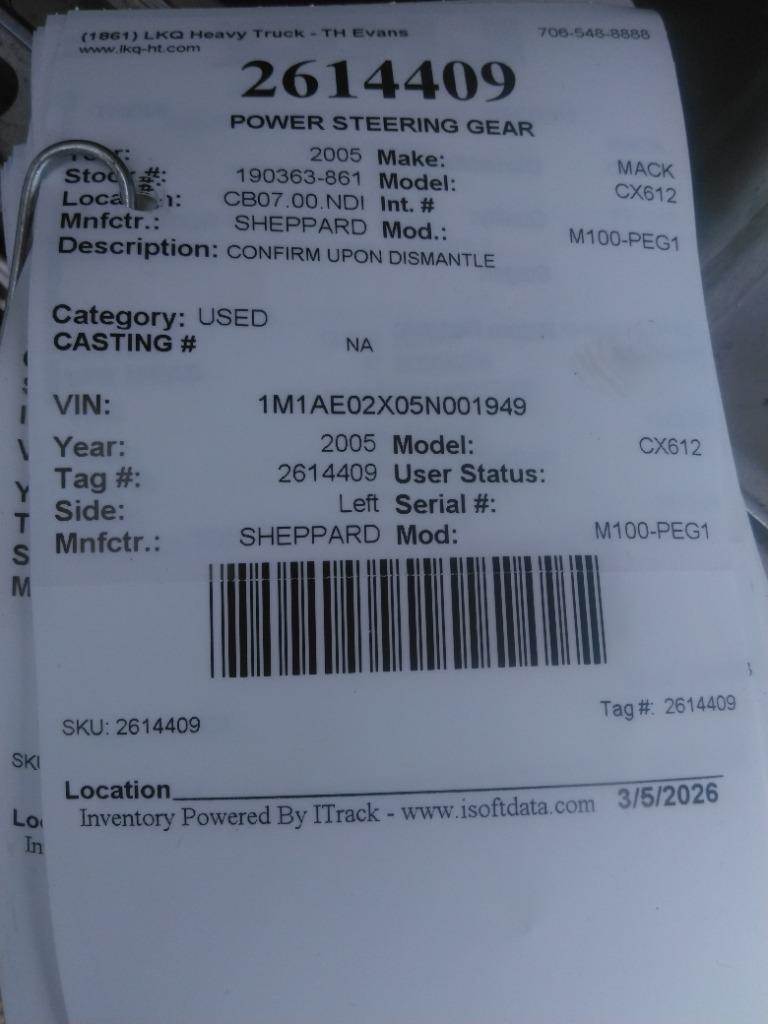 (1861) LKQ Heavy Truck - TH Evans 706-548-8888
www.lkq-ht.com
2614409
POWER STEERING GEAR
2005 Make: MACK
Stock #: 190363-861 Model: CX612
CB07.00.NDI Int. #
Mnfctr.: SHEPPARD Mod.: M100-PEG1
Description: CONFIRM UPON DISMANTLE
Category: USED
CASTING # NA
VIN: 1M1AE02X05N001949
Year: 2005 Model: CX612
Tag #: 2614409 User Status:
Side: Left Serial #:
Mnfctr.: SHEPPARD Mod: M100-PEG1
SKU: 2614409 Tag #: 2614409
Location
Inventory Powered By ITrack - www.isoftdata.com 3/5/2026